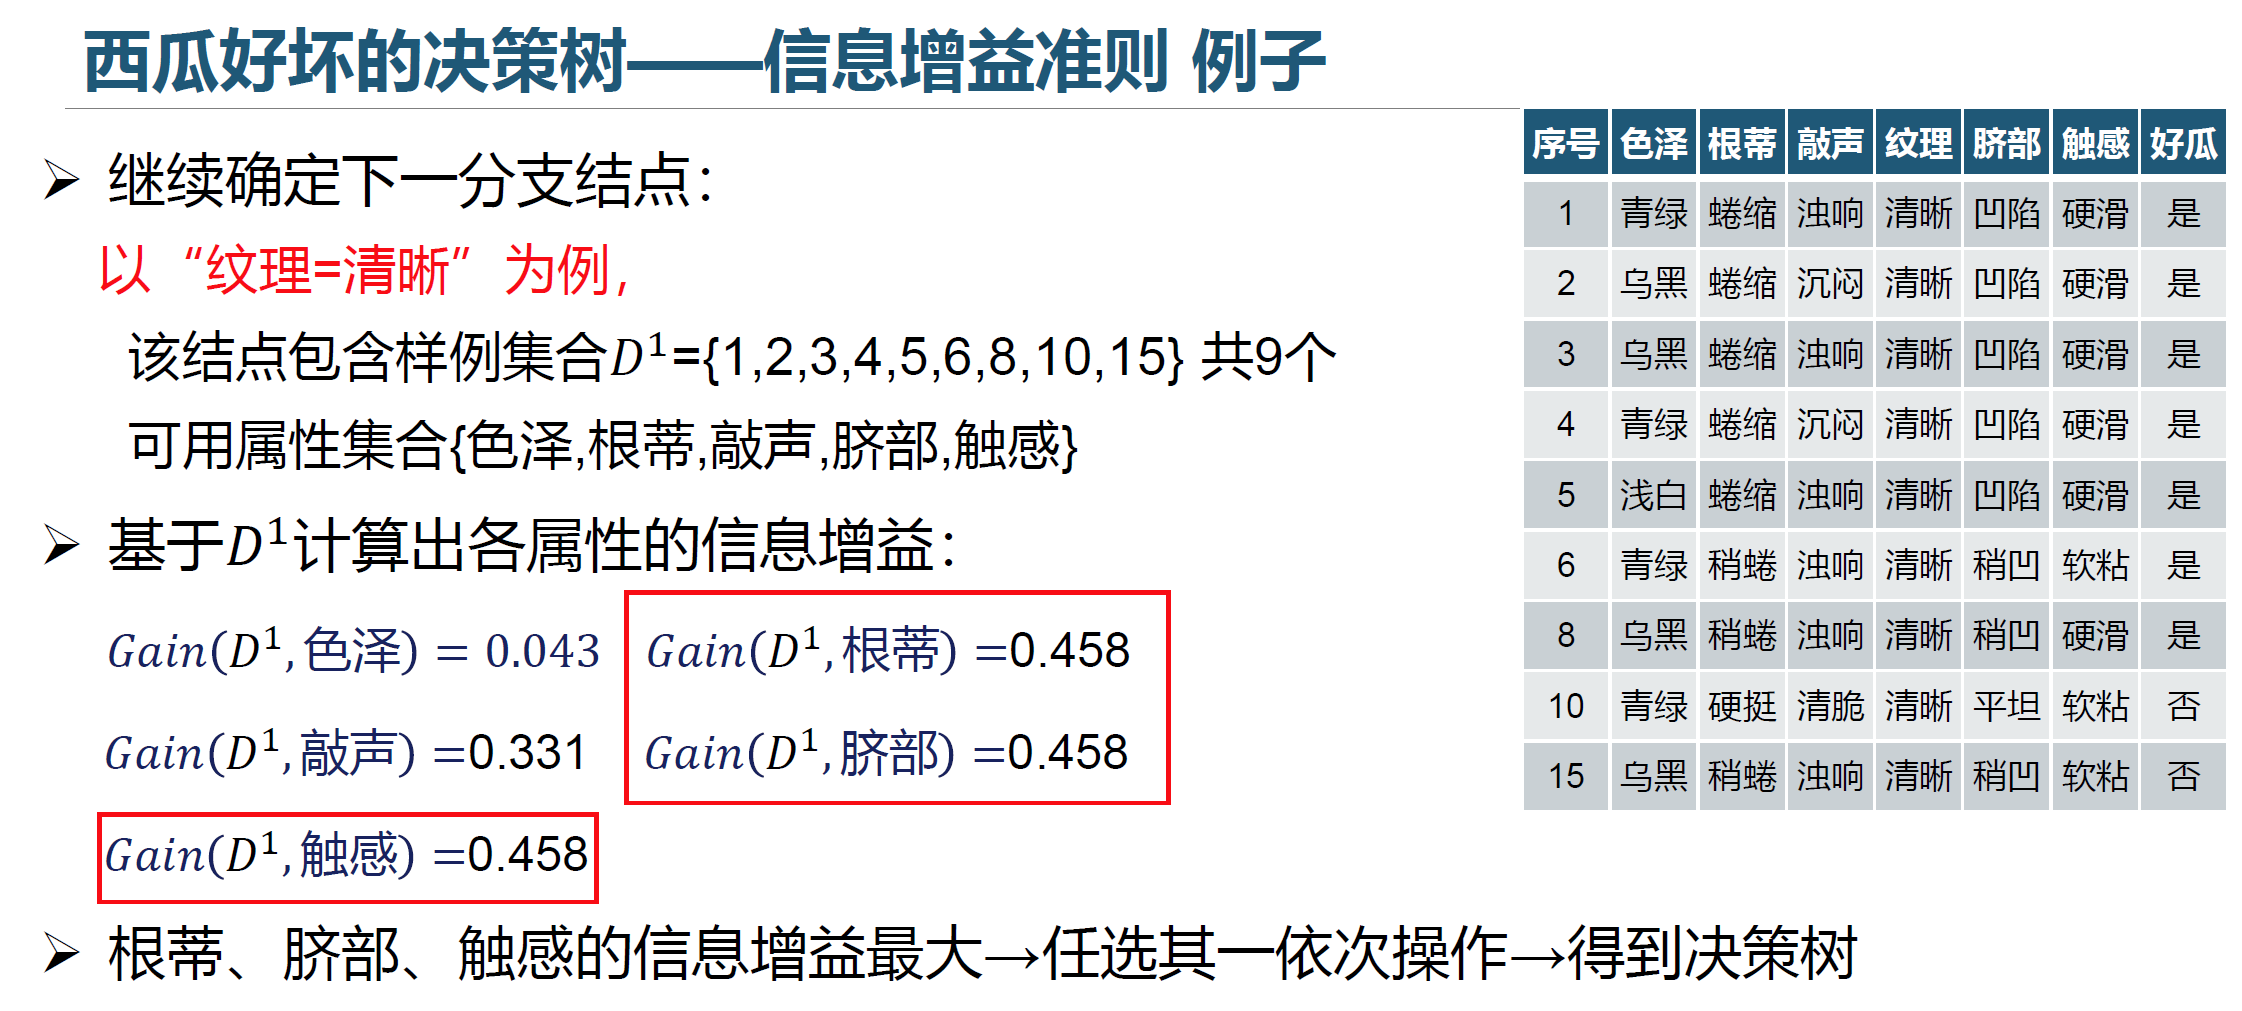 西瓜好坏的决策树——信息增益准则 例子
➢ 继续确定下一分支结点：
以“纹理=清晰”为例，
该结点包含样例集合D¹={1,2,3,4,5,6,8,10,15} 共9个
可用属性集合{色泽,根蒂,敲声,脐部,触感}
➢ 基于D¹计算出各属性的信息增益：
Gain(D¹,色泽) = 0.043 Gain(D¹,根蒂) =0.458
Gain(D¹,敲声) =0.331 Gain(D¹,脐部) =0.458
Gain(D¹,触感) =0.458
➢ 根蒂、脐部、触感的信息增益最大→任选其一依次操作→得到决策树
序号 色泽 根蒂 敲声 纹理 脐部 触感 好瓜
1 青绿 蜷缩 浊响 清晰 凹陷 硬滑 是
2 乌黑 蜷缩 沉闷 清晰 凹陷 硬滑 是
3 乌黑 蜷缩 浊响 清晰 凹陷 硬滑 是
4 青绿 蜷缩 沉闷 清晰 凹陷 硬滑 是
5 浅白 蜷缩 浊响 清晰 凹陷 硬滑 是
6 青绿 稍蜷 浊响 清晰 稍凹 软粘 是
8 乌黑 稍蜷 浊响 清晰 稍凹 硬滑 是
10 青绿 硬挺 清脆 清晰 平坦 软粘 否
15 乌黑 稍蜷 浊响 清晰 稍凹 软粘 否